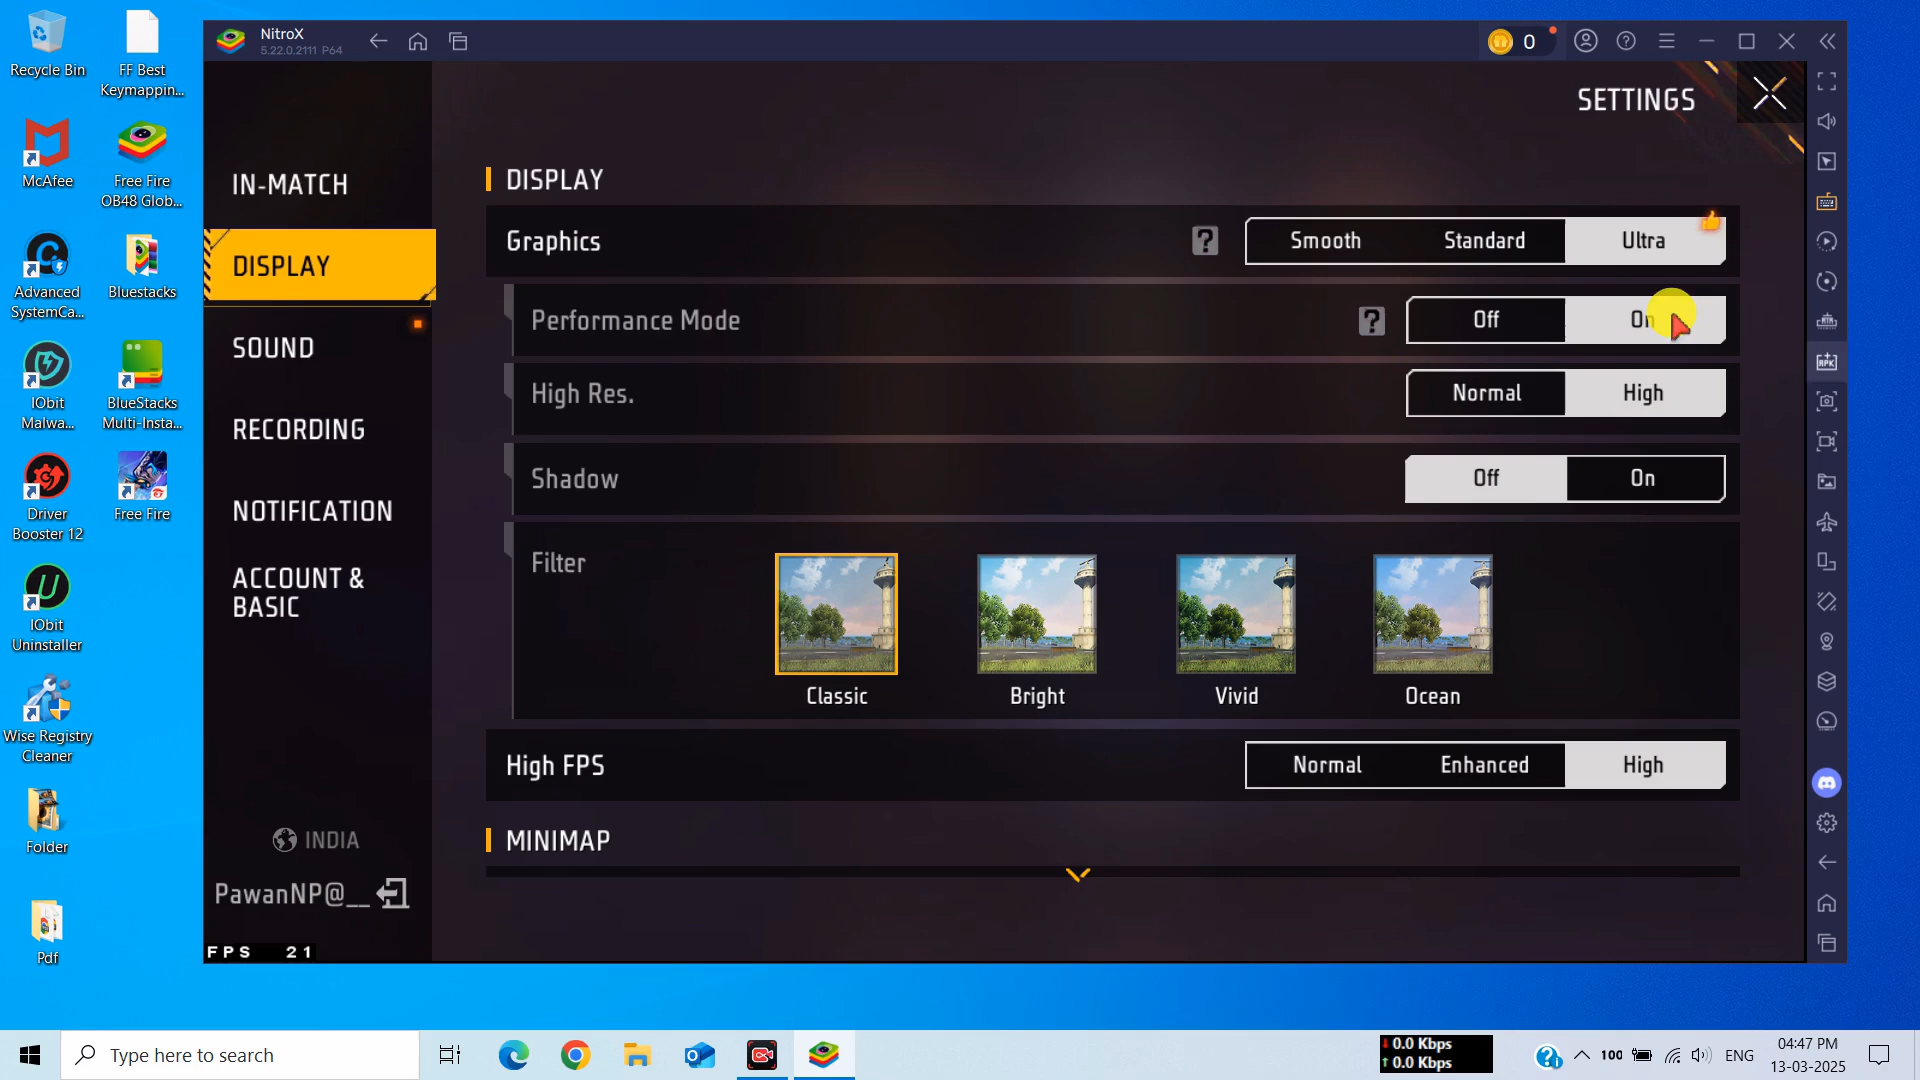 Recycle Bin
FF Best
Keymappin...
McAfee
Free Fire
OB48 Glob...
Advanced
SystemCa...
Bluestacks
IObit
Malwa...
BlueStacks
Multi-Insta...
Driver
Booster 12
Free Fire
IObit
Uninstaller
Wise Registry
Cleaner
Folder
Pdf
NitroX
5.22.0.2111 P64
0
SETTINGS
IN-MATCH
DISPLAY
SOUND
RECORDING
NOTIFICATION
ACCOUNT &
BASIC
INDIA
PawanNP@__
FPS 21
DISPLAY
Graphics
?
Smooth
Standard
Ultra
Performance Mode
?
Off
On
High Res.
Normal
High
Shadow
Off
On
Filter
Classic
Bright
Vivid
Ocean
High FPS
Normal
Enhanced
High
MINIMAP
Type here to search
0.0 Kbps
0.0 Kbps
100
ENG
04:47 PM
13-03-2025